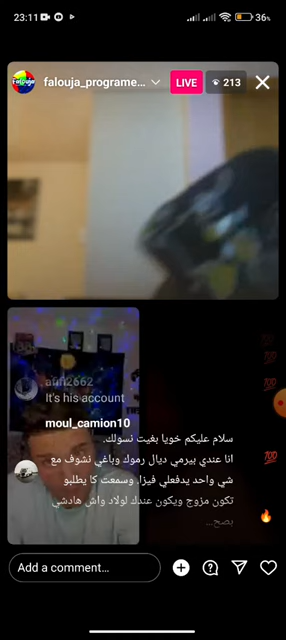 23:11
36%
falouja_programe...
LIVE
213
afifi2662
It's his account
moul_camion10
سلام عليكم خويا بغيت نسولك.
انا عندي بيرمي ديال رموك وباغي نشوف مع
شي واحد يدفعلي فيزا. وسمعت كا يطلبو
تكون مزوج ويكون عندك لولاد واش هادشي
بصح...
Add a comment...